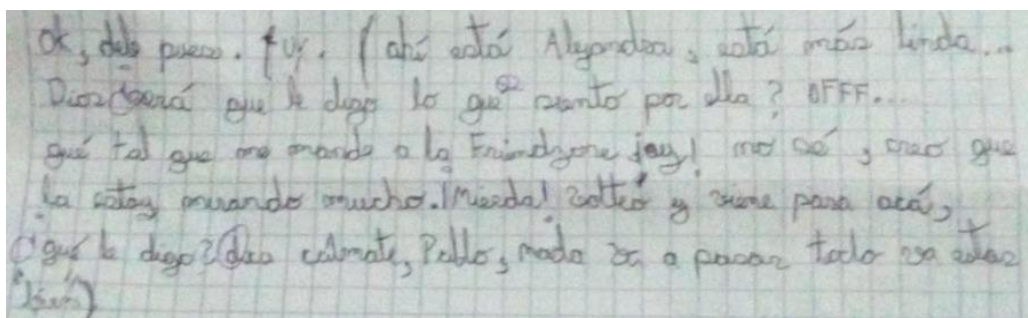 ok, dale pues. fuy. (ahí está Alejandra, está más linda...
Dios será que le digo lo que siento por ella? OFFF...
qué tal que me mande a la Friendzone jay! no sé, creo que
la estoy mirando mucho. ¡Mierda! volteó y viene para acá,
qué le digo? calmate, Pablo, nada va a pasar todo va estar
bien)